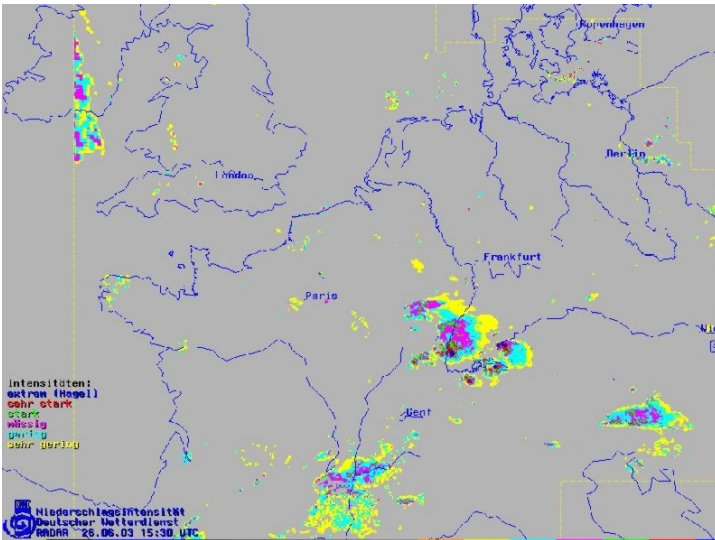 Kopenhagen
Berlin
London
Frankfurt
Paris
Genf
Intensitäten:
extrem (Hagel)
sehr stark
stark
mässig
gering
sehr gering
Niederschlagsintensität
Deutscher Wetterdienst
RADAR 26.06.03 15:30 UTC